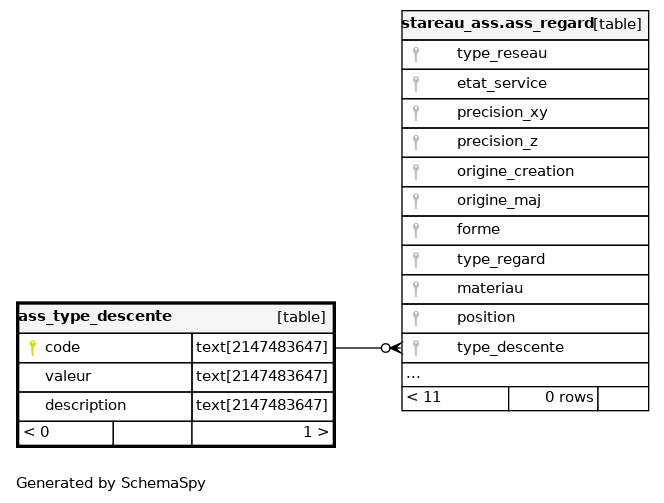 stareau_ass.ass_regard [table]
type_reseau
etat_service
precision_xy
precision_z
origine_creation
origine_maj
forme
type_regard
materiau
position
type_descente
...
< 11 0 rows
ass_type_descente [table]
code text[2147483647]
valeur text[2147483647]
description text[2147483647]
< 0 1 >
Generated by SchemaSpy